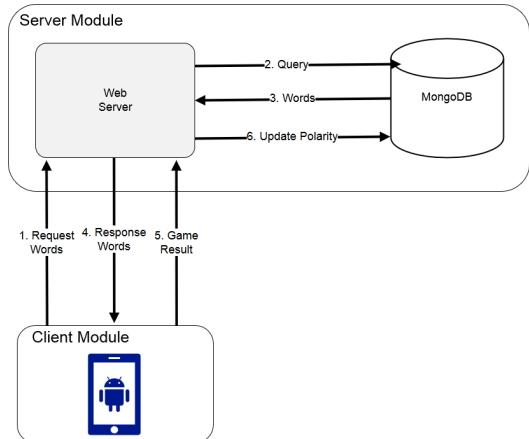 Server Module
Web
Server
2. Query
3. Words
6. Update Polarity
MongoDB
1. Request
Words
4. Response
Words
5. Game
Result
Client Module